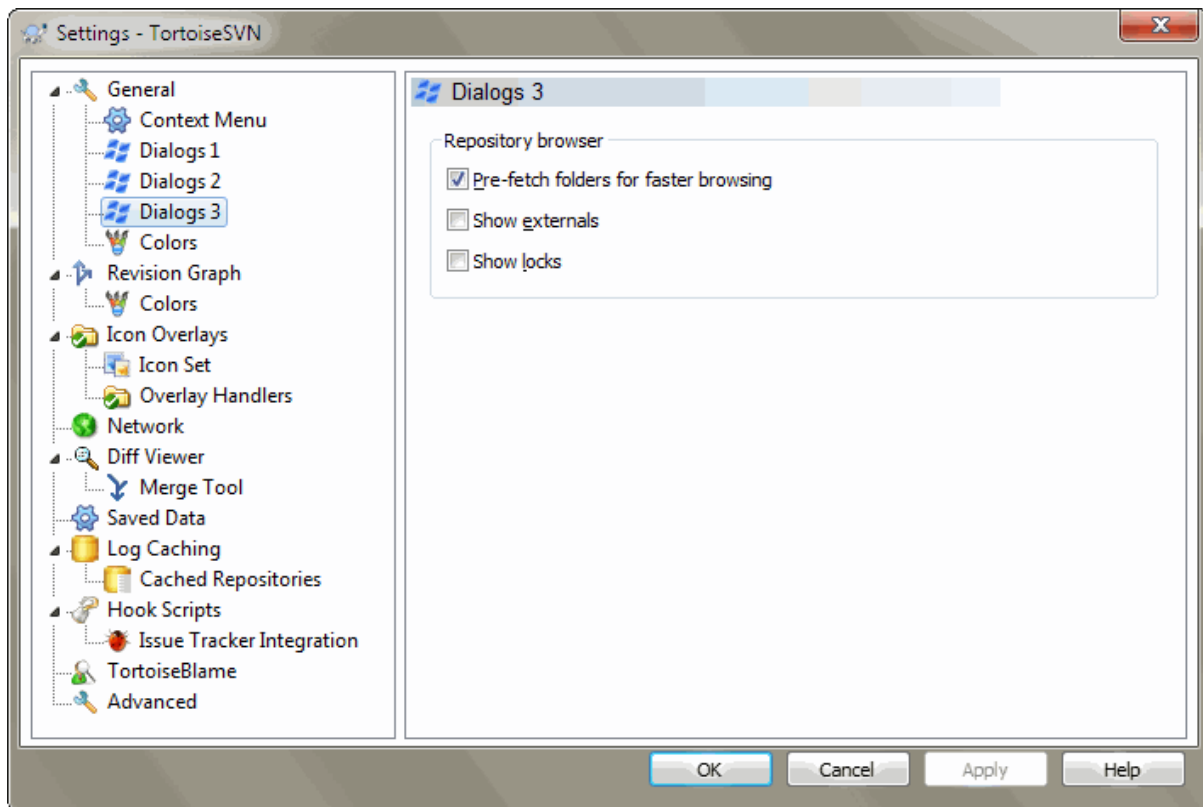 Settings - TortoiseSVN
General
Context Menu
Dialogs 1
Dialogs 2
Dialogs 3
Colors
Revision Graph
Colors
Icon Overlays
Icon Set
Overlay Handlers
Network
Diff Viewer
Merge Tool
Saved Data
Log Caching
Cached Repositories
Hook Scripts
Issue Tracker Integration
TortoiseBlame
Advanced
Dialogs 3
Repository browser
Pre-fetch folders for faster browsing
Show externals
Show locks
OK
Cancel
Apply
Help